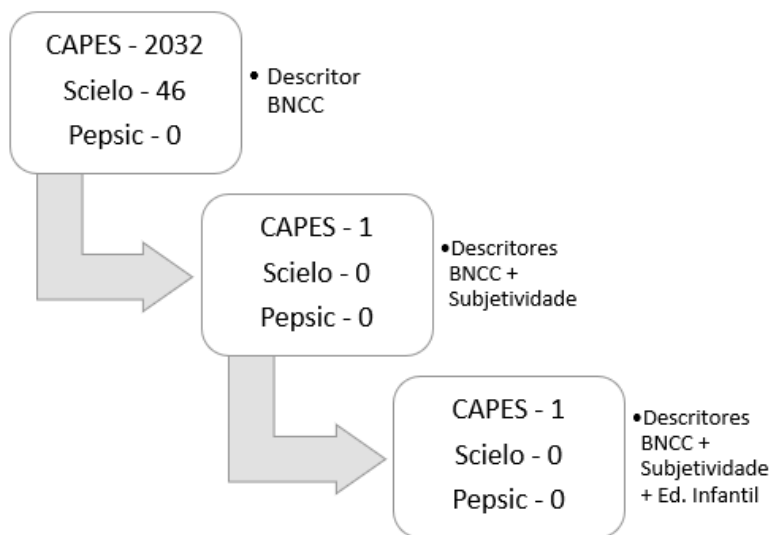 CAPES - 2032
Scielo - 46
Pepsic - 0
• Descritor
BNCC
CAPES - 1
Scielo - 0
Pepsic - 0
•Descritores
BNCC +
Subjetividade
CAPES - 1
Scielo - 0
Pepsic - 0
•Descritores
BNCC +
Subjetividade
+ Ed. Infantil